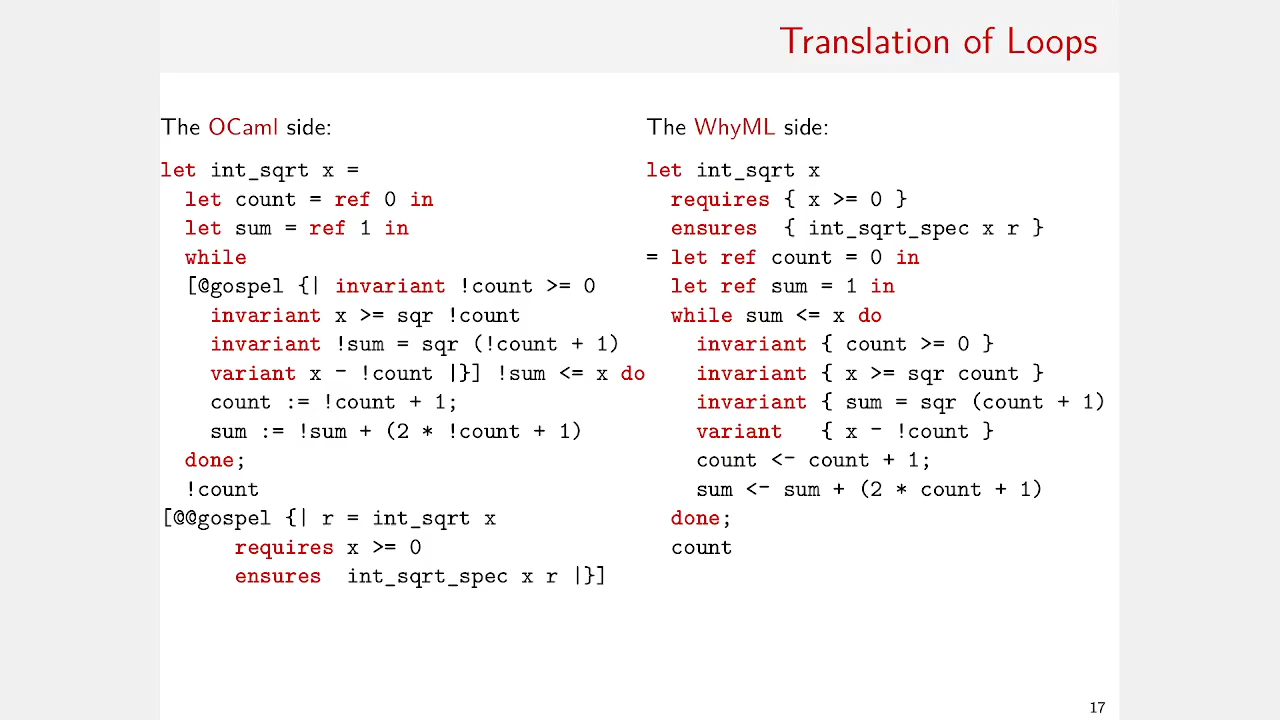 Translation of Loops
The OCaml side:
let int_sqrt x =
  let count = ref 0 in
  let sum = ref 1 in
  while
  [@gospel {| invariant !count >= 0
    invariant x >= sqr !count
    invariant !sum = sqr (!count + 1)
    variant x - !count |}] !sum <= x do
    count := !count + 1;
    sum := !sum + (2 * !count + 1)
  done;
  !count
[@@gospel {| r = int_sqrt x
      requires x >= 0
      ensures  int_sqrt_spec x r |}]
The WhyML side:
let int_sqrt x
  requires { x >= 0 }
  ensures  { int_sqrt_spec x r }
= let ref count = 0 in
  let ref sum = 1 in
  while sum <= x do
    invariant { count >= 0 }
    invariant { x >= sqr count }
    invariant { sum = sqr (count + 1)
    variant   { x - !count }
    count <- count + 1;
    sum <- sum + (2 * count + 1)
  done;
  count
17